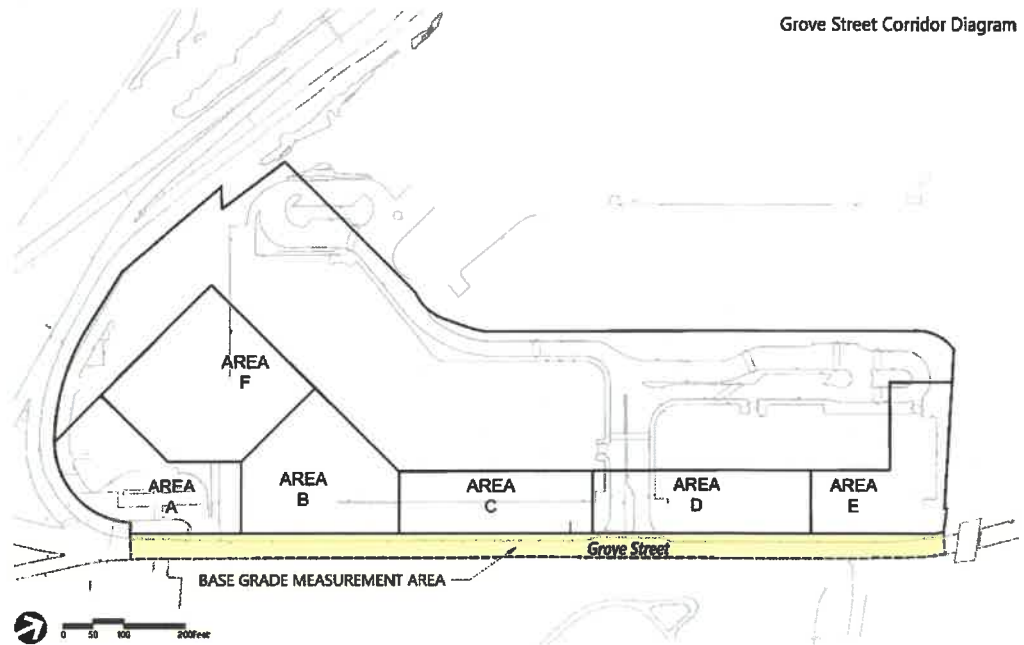 Grove Street Corridor Diagram
AREA
F
AREA
A
AREA
B
AREA
C
AREA
D
AREA
E
Grove Street
BASE GRADE MEASUREMENT AREA
0 50 100 200Feet